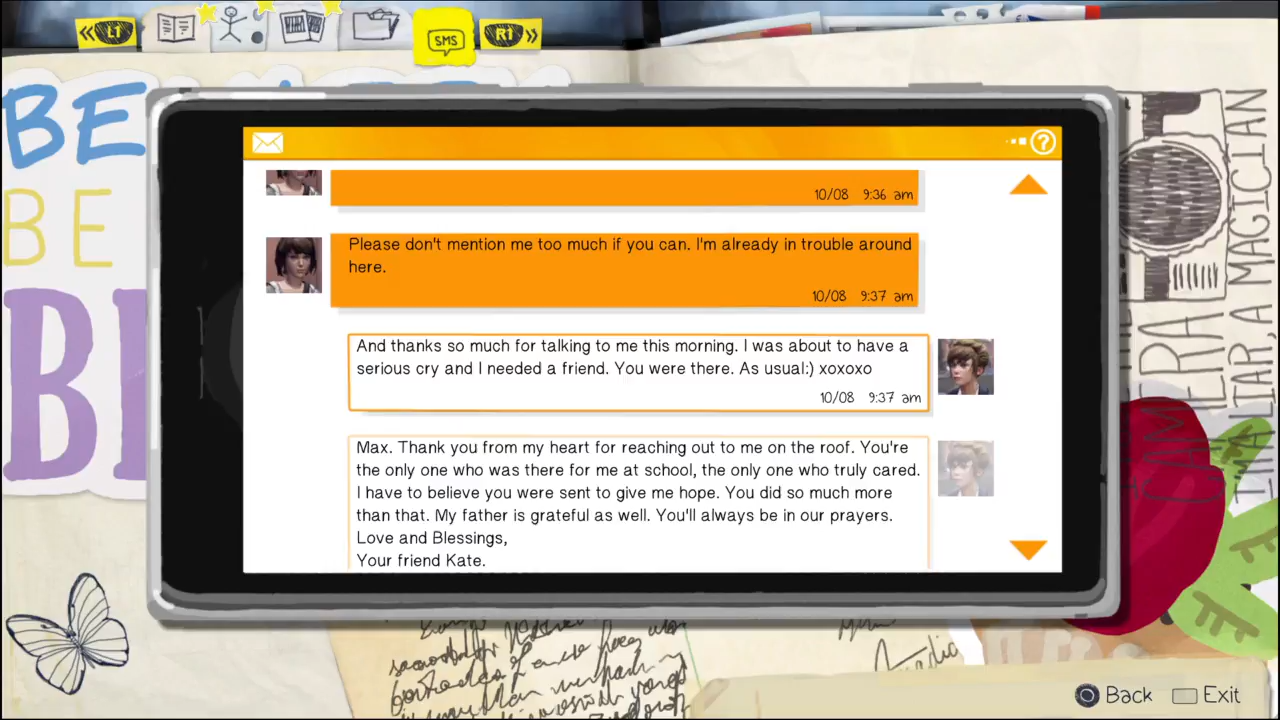 L1
SMS
R1
10/08 9:36 am
Please don't mention me too much if you can. I'm already in trouble around
here.
10/08 9:37 am
And thanks so much for talking to me this morning. I was about to have a
serious cry and I needed a friend. You were there. As usual:) xoxoxo
10/08 9:37 am
Max. Thank you from my heart for reaching out to me on the roof. You're
the only one who was there for me at school, the only one who truly cared.
I have to believe you were sent to give me hope. You did so much more
than that. My father is grateful as well. You'll always be in our prayers.
Love and Blessings,
Your friend Kate.
BE
BE
CAMERA
LIAR, A MAGICIAN
Back
Exit